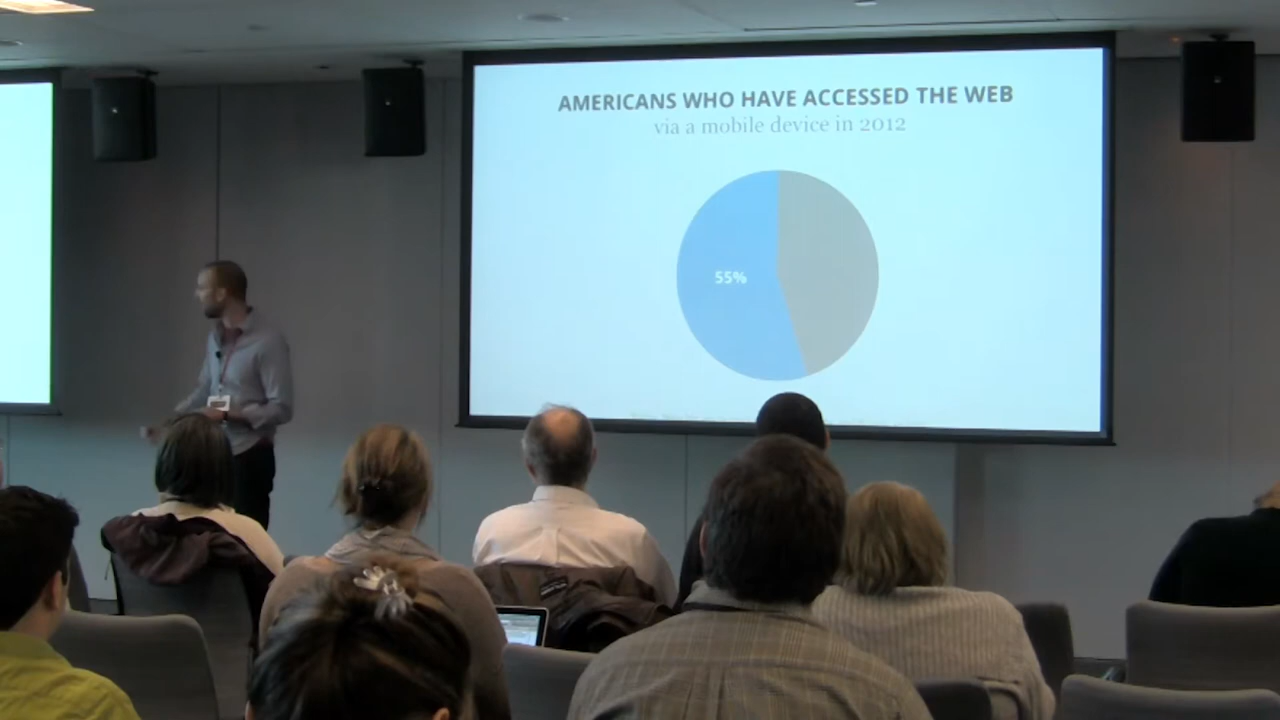 AMERICANS WHO HAVE ACCESSED THE WEB
via a mobile device in 2012
55%